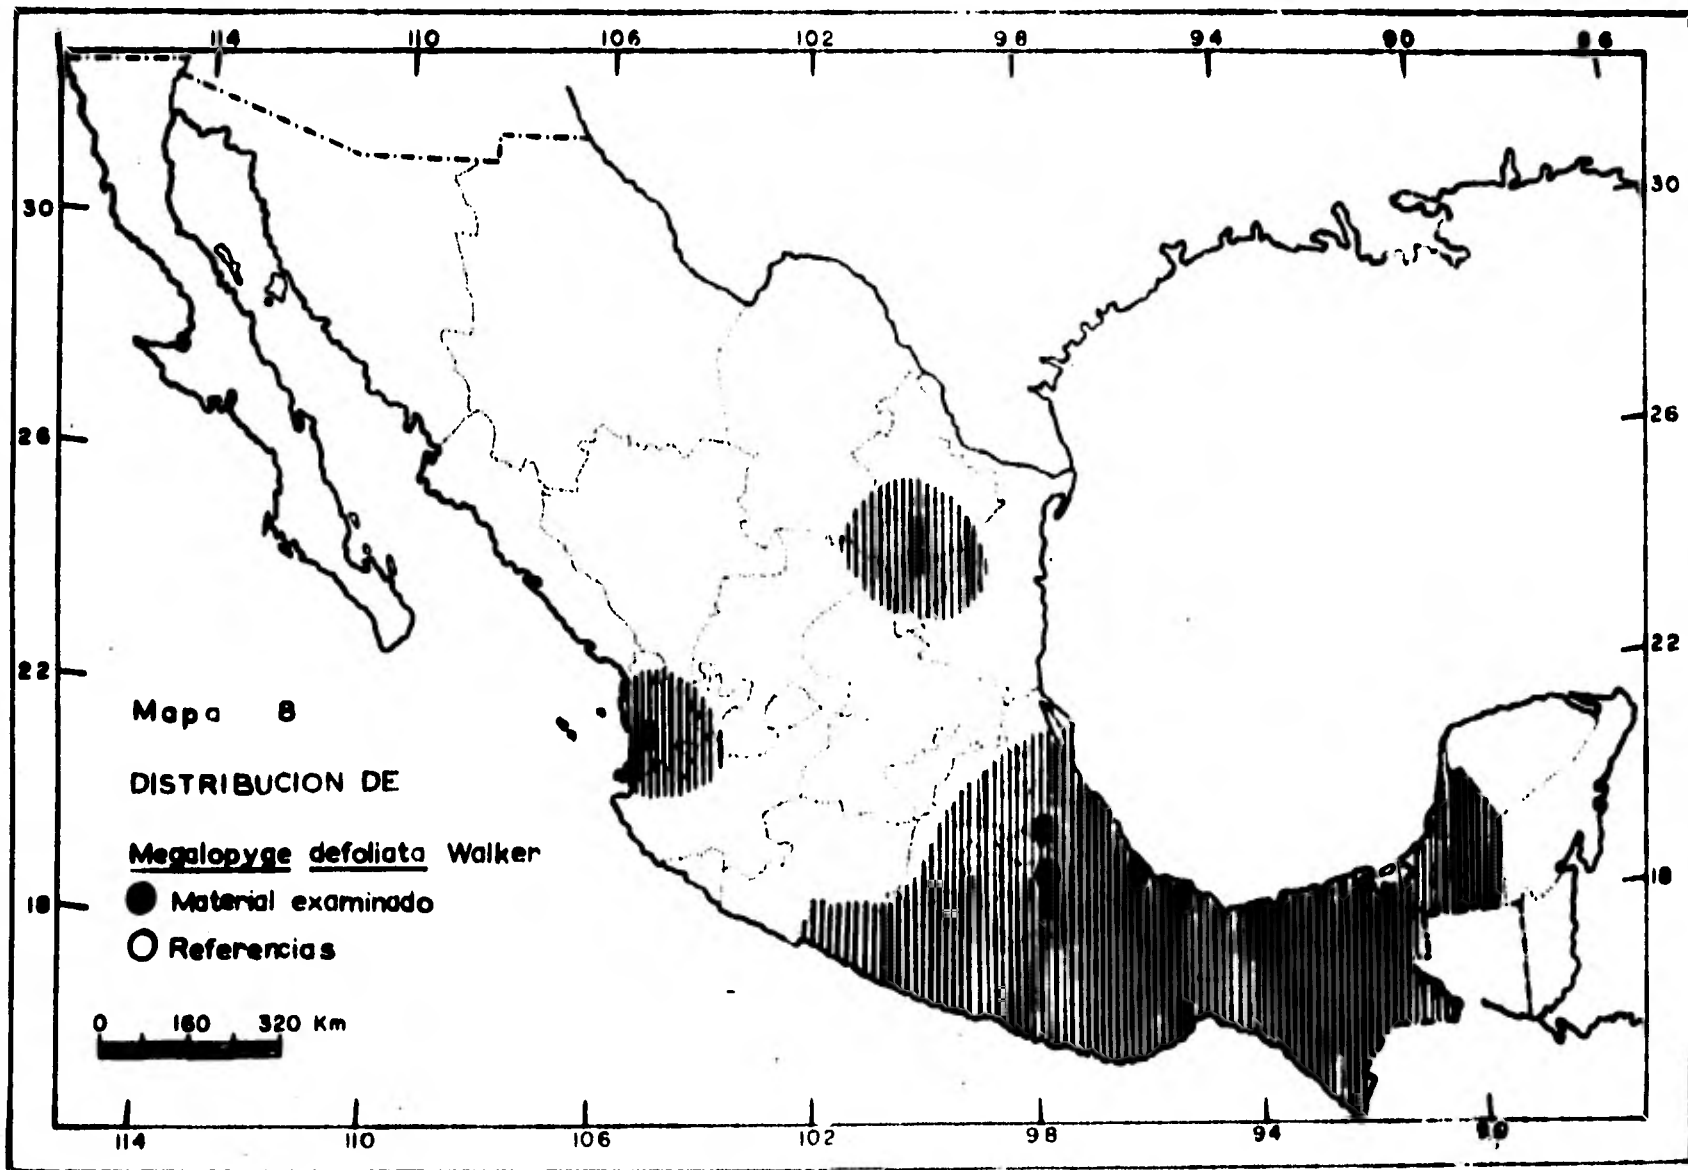 114 110 106 102 98 94 90 86
30 30
26 26
22 22
Mapa 8
DISTRIBUCION DE
Megalopyge defoliata Walker
Material examinado
18 18
Referencias
0 160 320 Km
114 110 106 102 98 94